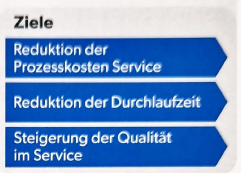 Ziele
Reduktion der
Prozesskosten Service
Reduktion der Durchlaufzeit
Steigerung der Qualität
im Service